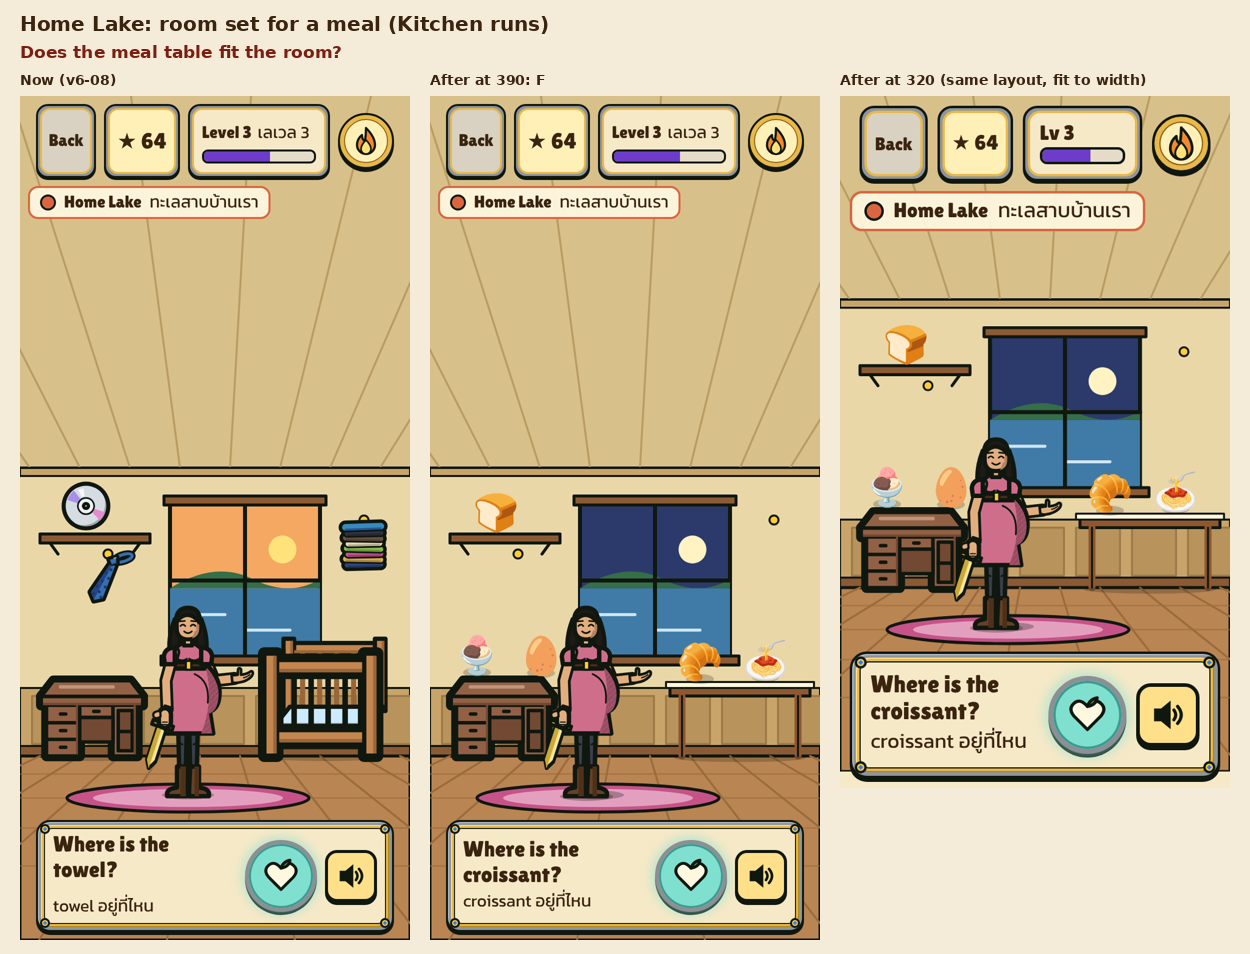 Home Lake: room set for a meal (Kitchen runs)
Does the meal table fit the room?
Now (v6-08)
Back
★ 64
Level 3 เลเวล 3
Home Lake ทะเลสาบบ้านเรา
Where is the
towel?
towel อยู่ที่ไหน
After at 390: F
Back
★ 64
Level 3 เลเวล 3
Home Lake ทะเลสาบบ้านเรา
Where is the
croissant?
croissant อยู่ที่ไหน
After at 320 (same layout, fit to width)
Back
★ 64
Lv 3
Home Lake ทะเลสาบบ้านเรา
Where is the
croissant?
croissant อยู่ที่ไหน